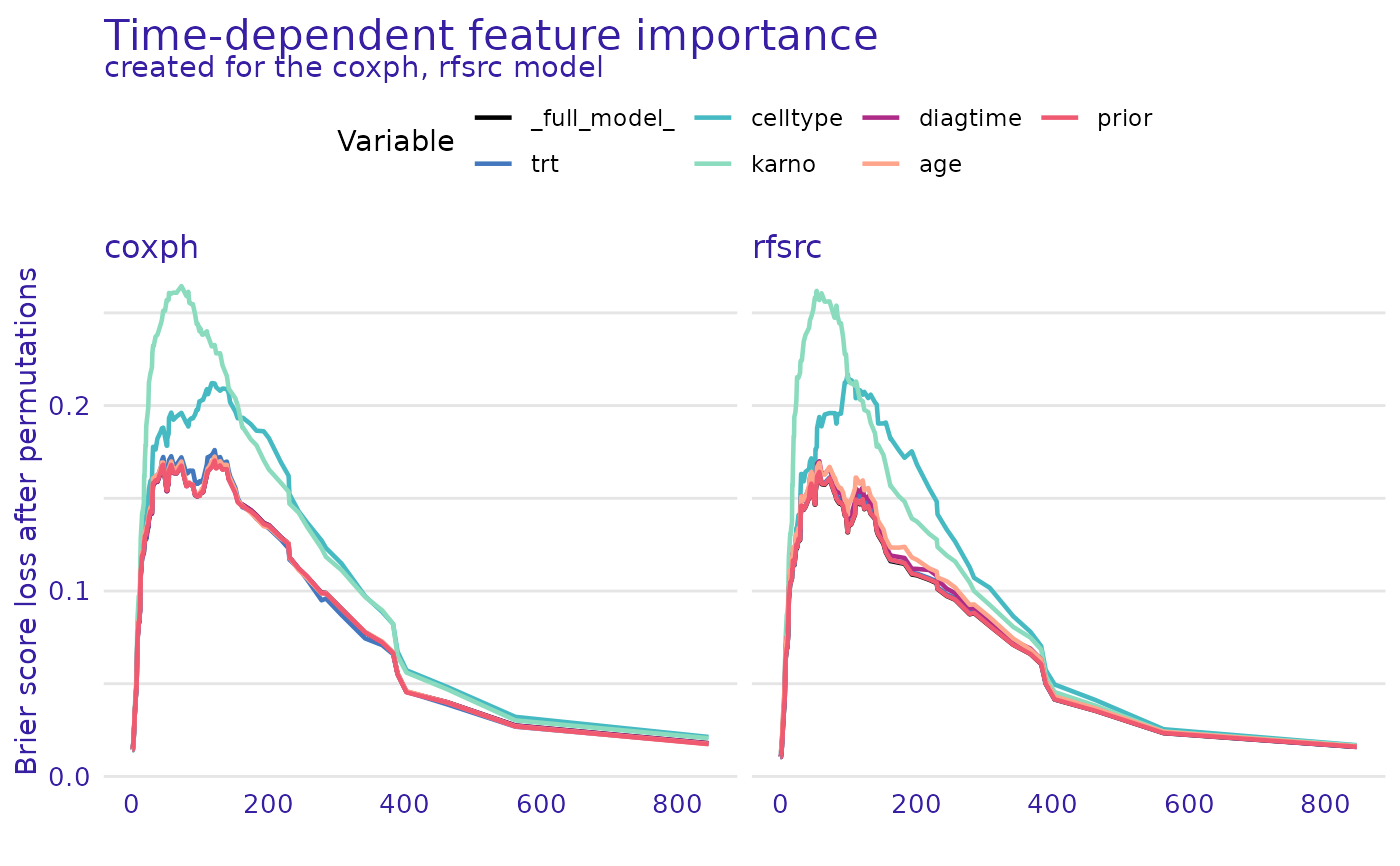 Time-dependent feature importance
created for the coxph, rfsrc model
Variable
_full_model_ celltype diagtime prior
trt karno age
coxph rfsrc
Brier score loss after permutations
0.2
0.1
0.0
0 200 400 600 800 0 200 400 600 800